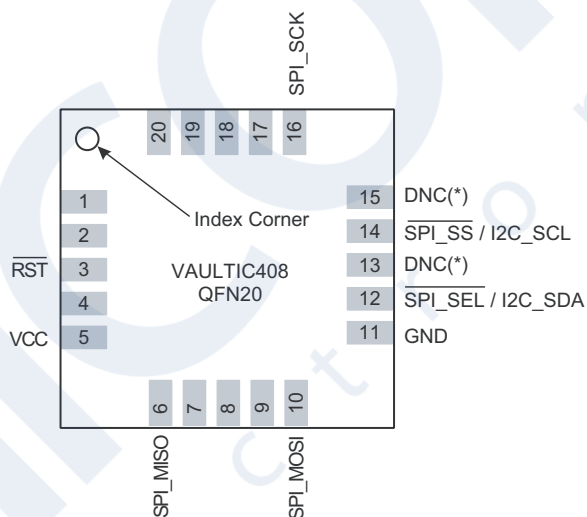 SPI_SCK
20 19 18 17 16
1
2
RST 3
4
VCC 5
Index Corner
VAULTIC408
QFN20
15 DNC(*)
14 SPI_SS / I2C_SCL
13 DNC(*)
12 SPI_SEL / I2C_SDA
11 GND
6 7 8 9 10
SPI_MISO
SPI_MOSI